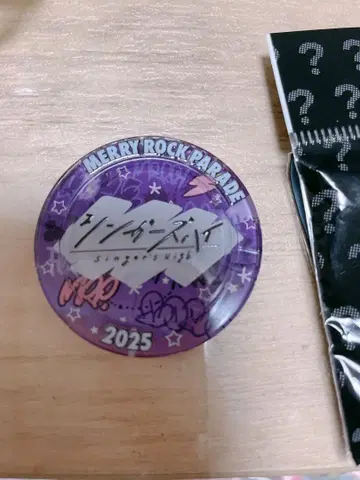 MERRY ROCK PARADE
シンガーズハイ
Singer's High
MRP
2025
? ? ?
? ?
?